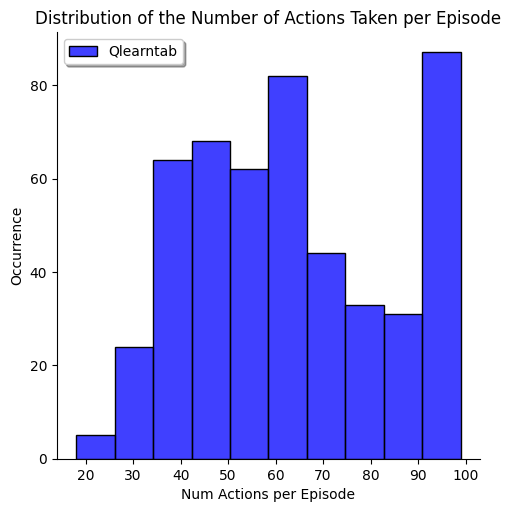 Distribution of the Number of Actions Taken per Episode
Qlearntab
80
60
40
20
0
Occurrence
20 30 40 50 60 70 80 90 100
Num Actions per Episode